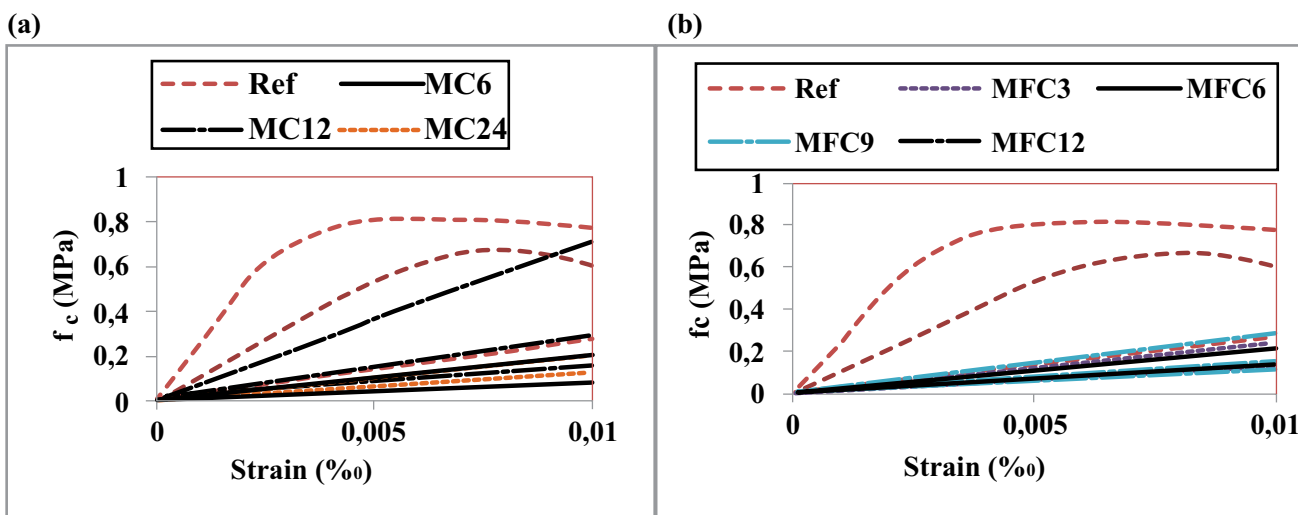 (a)
(b)
Ref MC6
MC12 MC24
1
0,8
0,6
0,4
0,2
0
f c (MPa)
0 0,005 0,01
Strain (‰0)
Ref MFC3 MFC6
MFC9 MFC12
1
0,8
0,6
0,4
0,2
0
fc (MPa)
0 0,005 0,01
Strain (‰0)